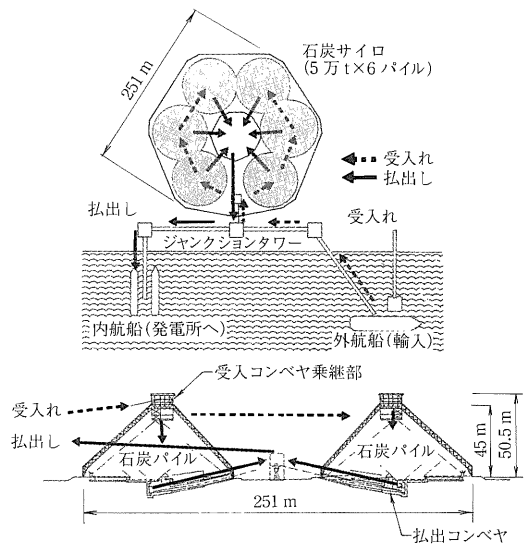 石炭サイロ
(5万t×6パイル)
251 m
受入れ
払出し
払出し
受入れ
ジャンクションタワー
内航船(発電所へ)
外航船(輸入)
受入コンベヤ乗継部
受入れ
払出し
石炭パイル
石炭パイル
45 m
50.5 m
251 m
払出コンベヤ